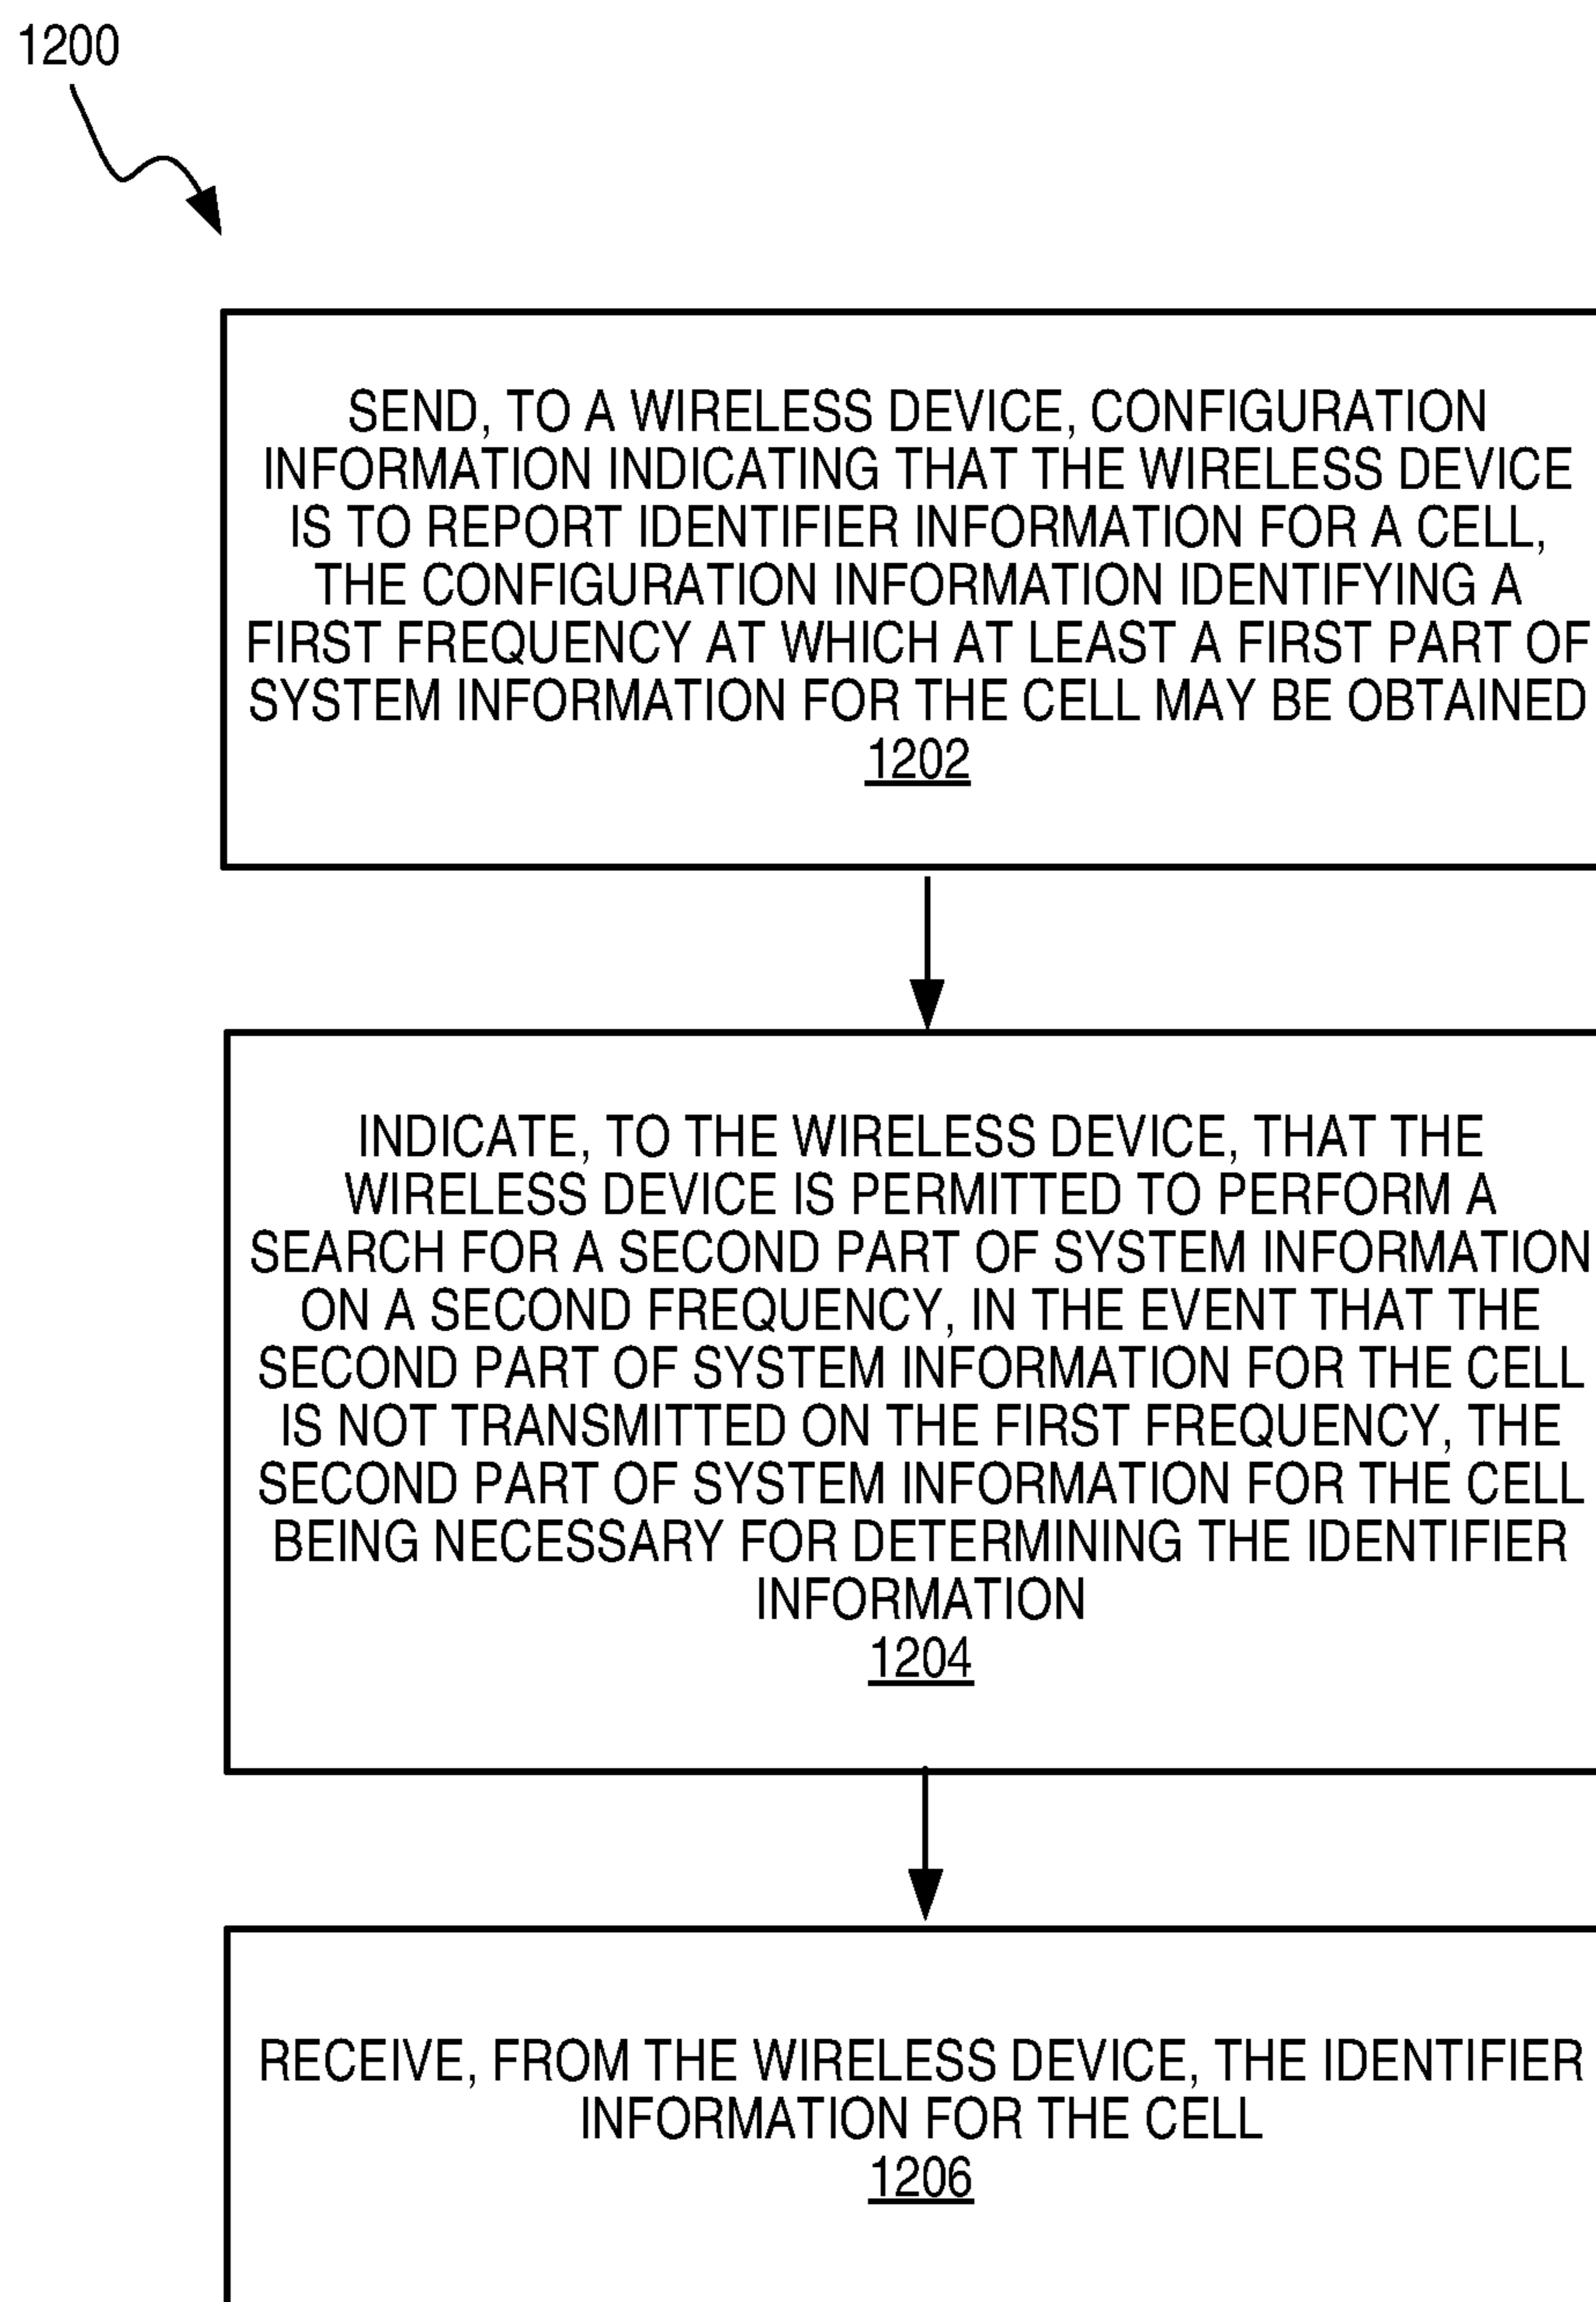 1200
SEND, TO A WIRELESS DEVICE, CONFIGURATION
INFORMATION INDICATING THAT THE WIRELESS DEVICE
IS TO REPORT IDENTIFIER INFORMATION FOR A CELL,
THE CONFIGURATION INFORMATION IDENTIFYING A
FIRST FREQUENCY AT WHICH AT LEAST A FIRST PART OF
SYSTEM INFORMATION FOR THE CELL MAY BE OBTAINED
1202
INDICATE, TO THE WIRELESS DEVICE, THAT THE
WIRELESS DEVICE IS PERMITTED TO PERFORM A
SEARCH FOR A SECOND PART OF SYSTEM INFORMATION
ON A SECOND FREQUENCY, IN THE EVENT THAT THE
SECOND PART OF SYSTEM INFORMATION FOR THE CELL
IS NOT TRANSMITTED ON THE FIRST FREQUENCY, THE
SECOND PART OF SYSTEM INFORMATION FOR THE CELL
BEING NECESSARY FOR DETERMINING THE IDENTIFIER
INFORMATION
1204
RECEIVE, FROM THE WIRELESS DEVICE, THE IDENTIFIER
INFORMATION FOR THE CELL
1206